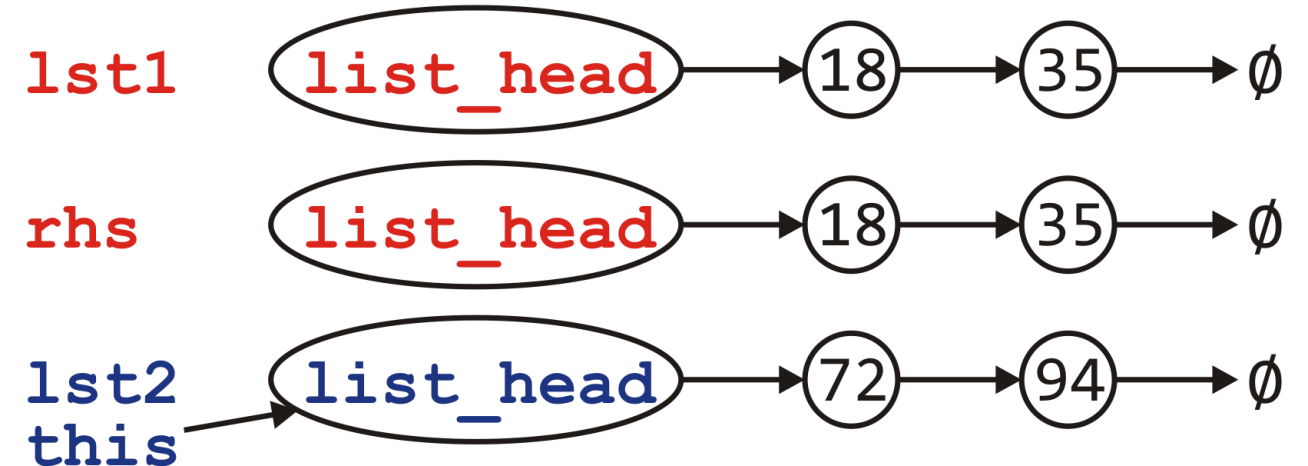 lst1 list_head 18 35 Ø
rhs list_head 18 35 Ø
lst2 list_head 72 94 Ø
this